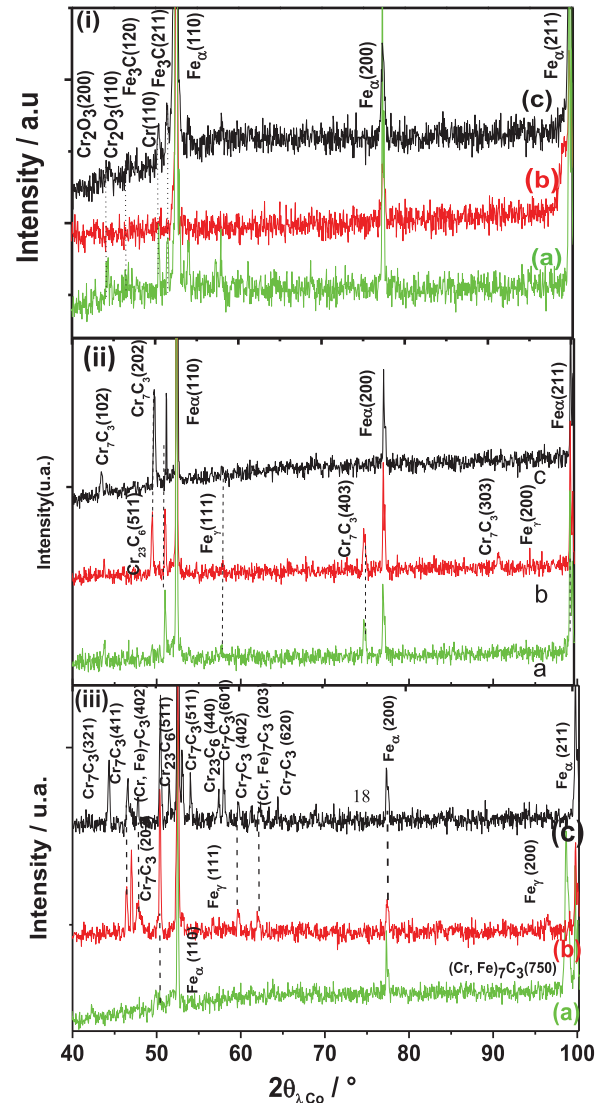 (i)
Intensity / a.u
Cr2O3(200)
Cr2O3(110)
Fe3C(120)
Cr(110)
Fe3C(211)
Feα(110)
Feα(200)
Feα(211)
(c)
(b)
(a)
(ii)
Intensity(u.a.)
Cr7C3(102)
Cr7C3(202)
Cr23C6(511)
Feα(110)
Feγ(111)
Cr7C3(403)
Feα(200)
Cr7C3(303)
Feγ(200)
Feα(211)
c
b
a
(iii)
Intensity / u.a.
Cr7C3(321)
Cr7C3(411)
(Cr, Fe)7C3(402)
Cr7C3 (20
Cr23C6(511)
Cr7C3(511)
Cr23C6 (440)
Cr7C3(601)
Cr7C3 (402)
(Cr, Fe)7C3 (203)
Cr7C3 (620)
18
Feα (200)
Feα (211)
Feγ (111)
Feγ (200)
Feα (110)
(Cr, Fe)7C3(750)
(c)
(b)
(a)
40 50 60 70 80 90 100
2θλCo / °